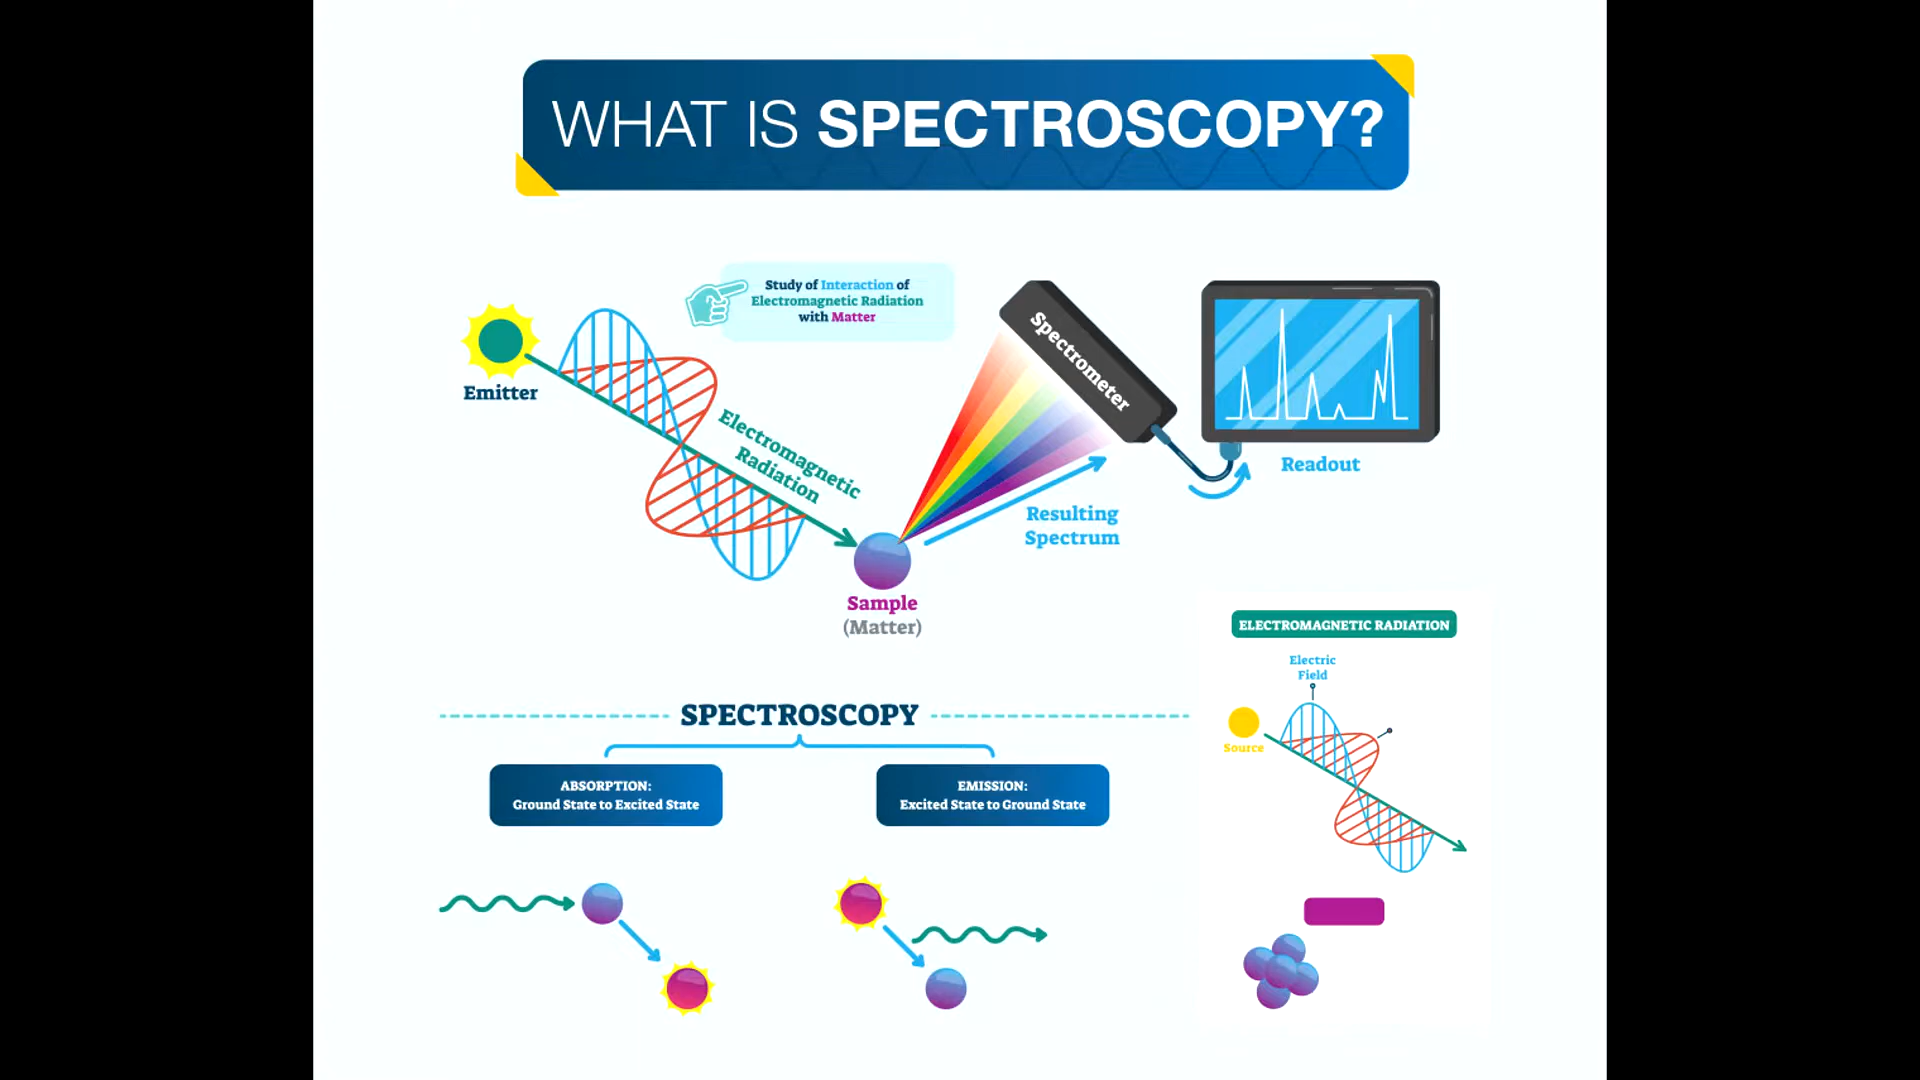 WHAT IS SPECTROSCOPY?
Study of Interaction of
Electromagnetic Radiation
with Matter
Emitter
Electromagnetic
Radiation
Spectrometer
Readout
Resulting
Spectrum
Sample
(Matter)
SPECTROSCOPY
ABSORPTION:
Ground State to Excited State
EMISSION:
Excited State to Ground State
ELECTROMAGNETIC RADIATION
Electric
Field
Source